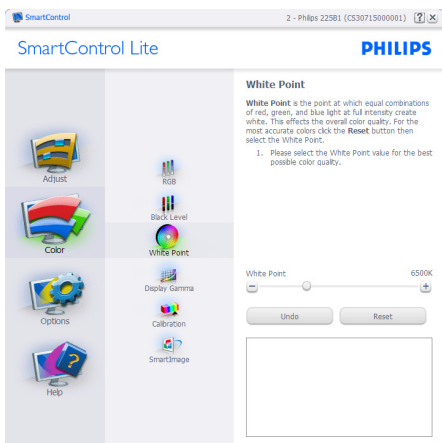 SmartControl
2 - Philips 225B1 (CS30715000001)
SmartControl Lite
PHILIPS
Adjust
Color
Options
Help
RGB
Black Level
White Point
Display Gamma
Calibration
SmartImage
White Point
White Point is the point at which equal combinations
of red, green, and blue light at full intensity create
white. This effects the overall color quality. For the
most accurate colors click the Reset button then
select the White Point.
1. Please select the White Point value for the best
possible color quality.
White Point 6500K
Undo
Reset